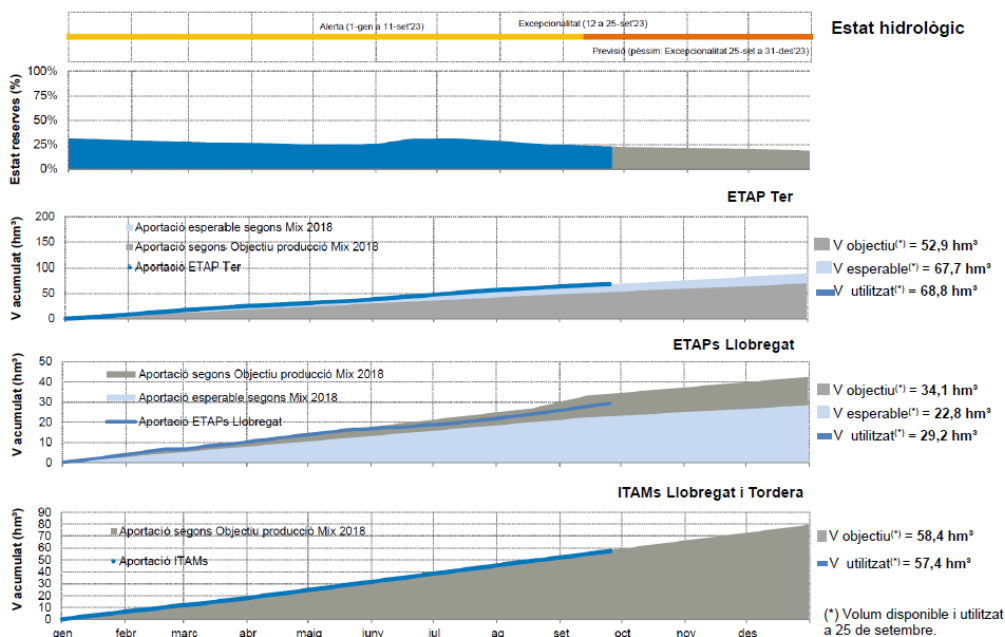 Alerta (1-gen a 11-set'23)
Excepcionalitat (12 a 25-set'23)
Estat hidrològic
Previsió (pèssim: Excepcionalitat 25-set a 31-des'23)
Estat reserves (%)
100%
75%
50%
25%
0%
ETAP Ter
V acumulat (hm³)
200
150
100
50
0
Aportació esperable segons Mix 2018
Aportació segons Objectiu producció Mix 2018
Aportació ETAP Ter
V objectiu(*) = 52,9 hm³
V esperable(*) = 67,7 hm³
V utilitzat(*) = 68,8 hm³
ETAPs Llobregat
V acumulat (hm³)
50
40
30
20
10
0
Aportació segons Objectiu producció Mix 2018
Aportació esperable segons Mix 2018
Aportació ETAPs Llobregat
V objectiu(*) = 34,1 hm³
V esperable(*) = 22,8 hm³
V utilitzat(*) = 29,2 hm³
ITAMs Llobregat i Tordera
V acumulat (hm³)
90
80
70
60
50
40
30
20
10
0
Aportació segons Objectiu producció Mix 2018
Aportació ITAMs
V objectiu(*) = 58,4 hm³
V utilitzat(*) = 57,4 hm³
gen febr marc abr maig juny jul ag set oct nov des
(*) Volum disponible i utilitzat
a 25 de setembre.